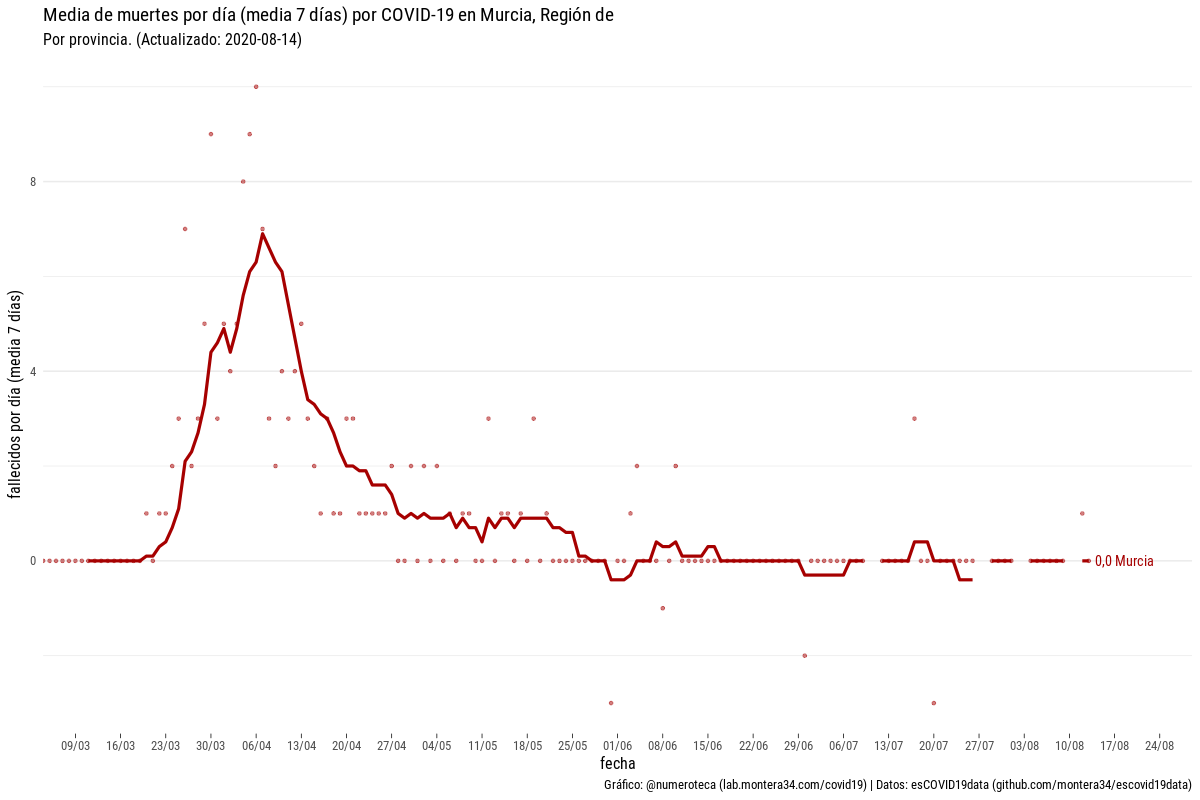 Media de muertes por día (media 7 días) por COVID-19 en Murcia, Región de
Por provincia. (Actualizado: 2020-08-14)
fallecidos por día (media 7 días)
8
4
0
0,0 Murcia
09/03 16/03 23/03 30/03 06/04 13/04 20/04 27/04 04/05 11/05 18/05 25/05 01/06 08/06 15/06 22/06 29/06 06/07 13/07 20/07 27/07 03/08 10/08 17/08 24/08
fecha
Gráfico: @numeroteca (lab.montera34.com/covid19) | Datos: esCOVID19data (github.com/montera34/escovid19data)